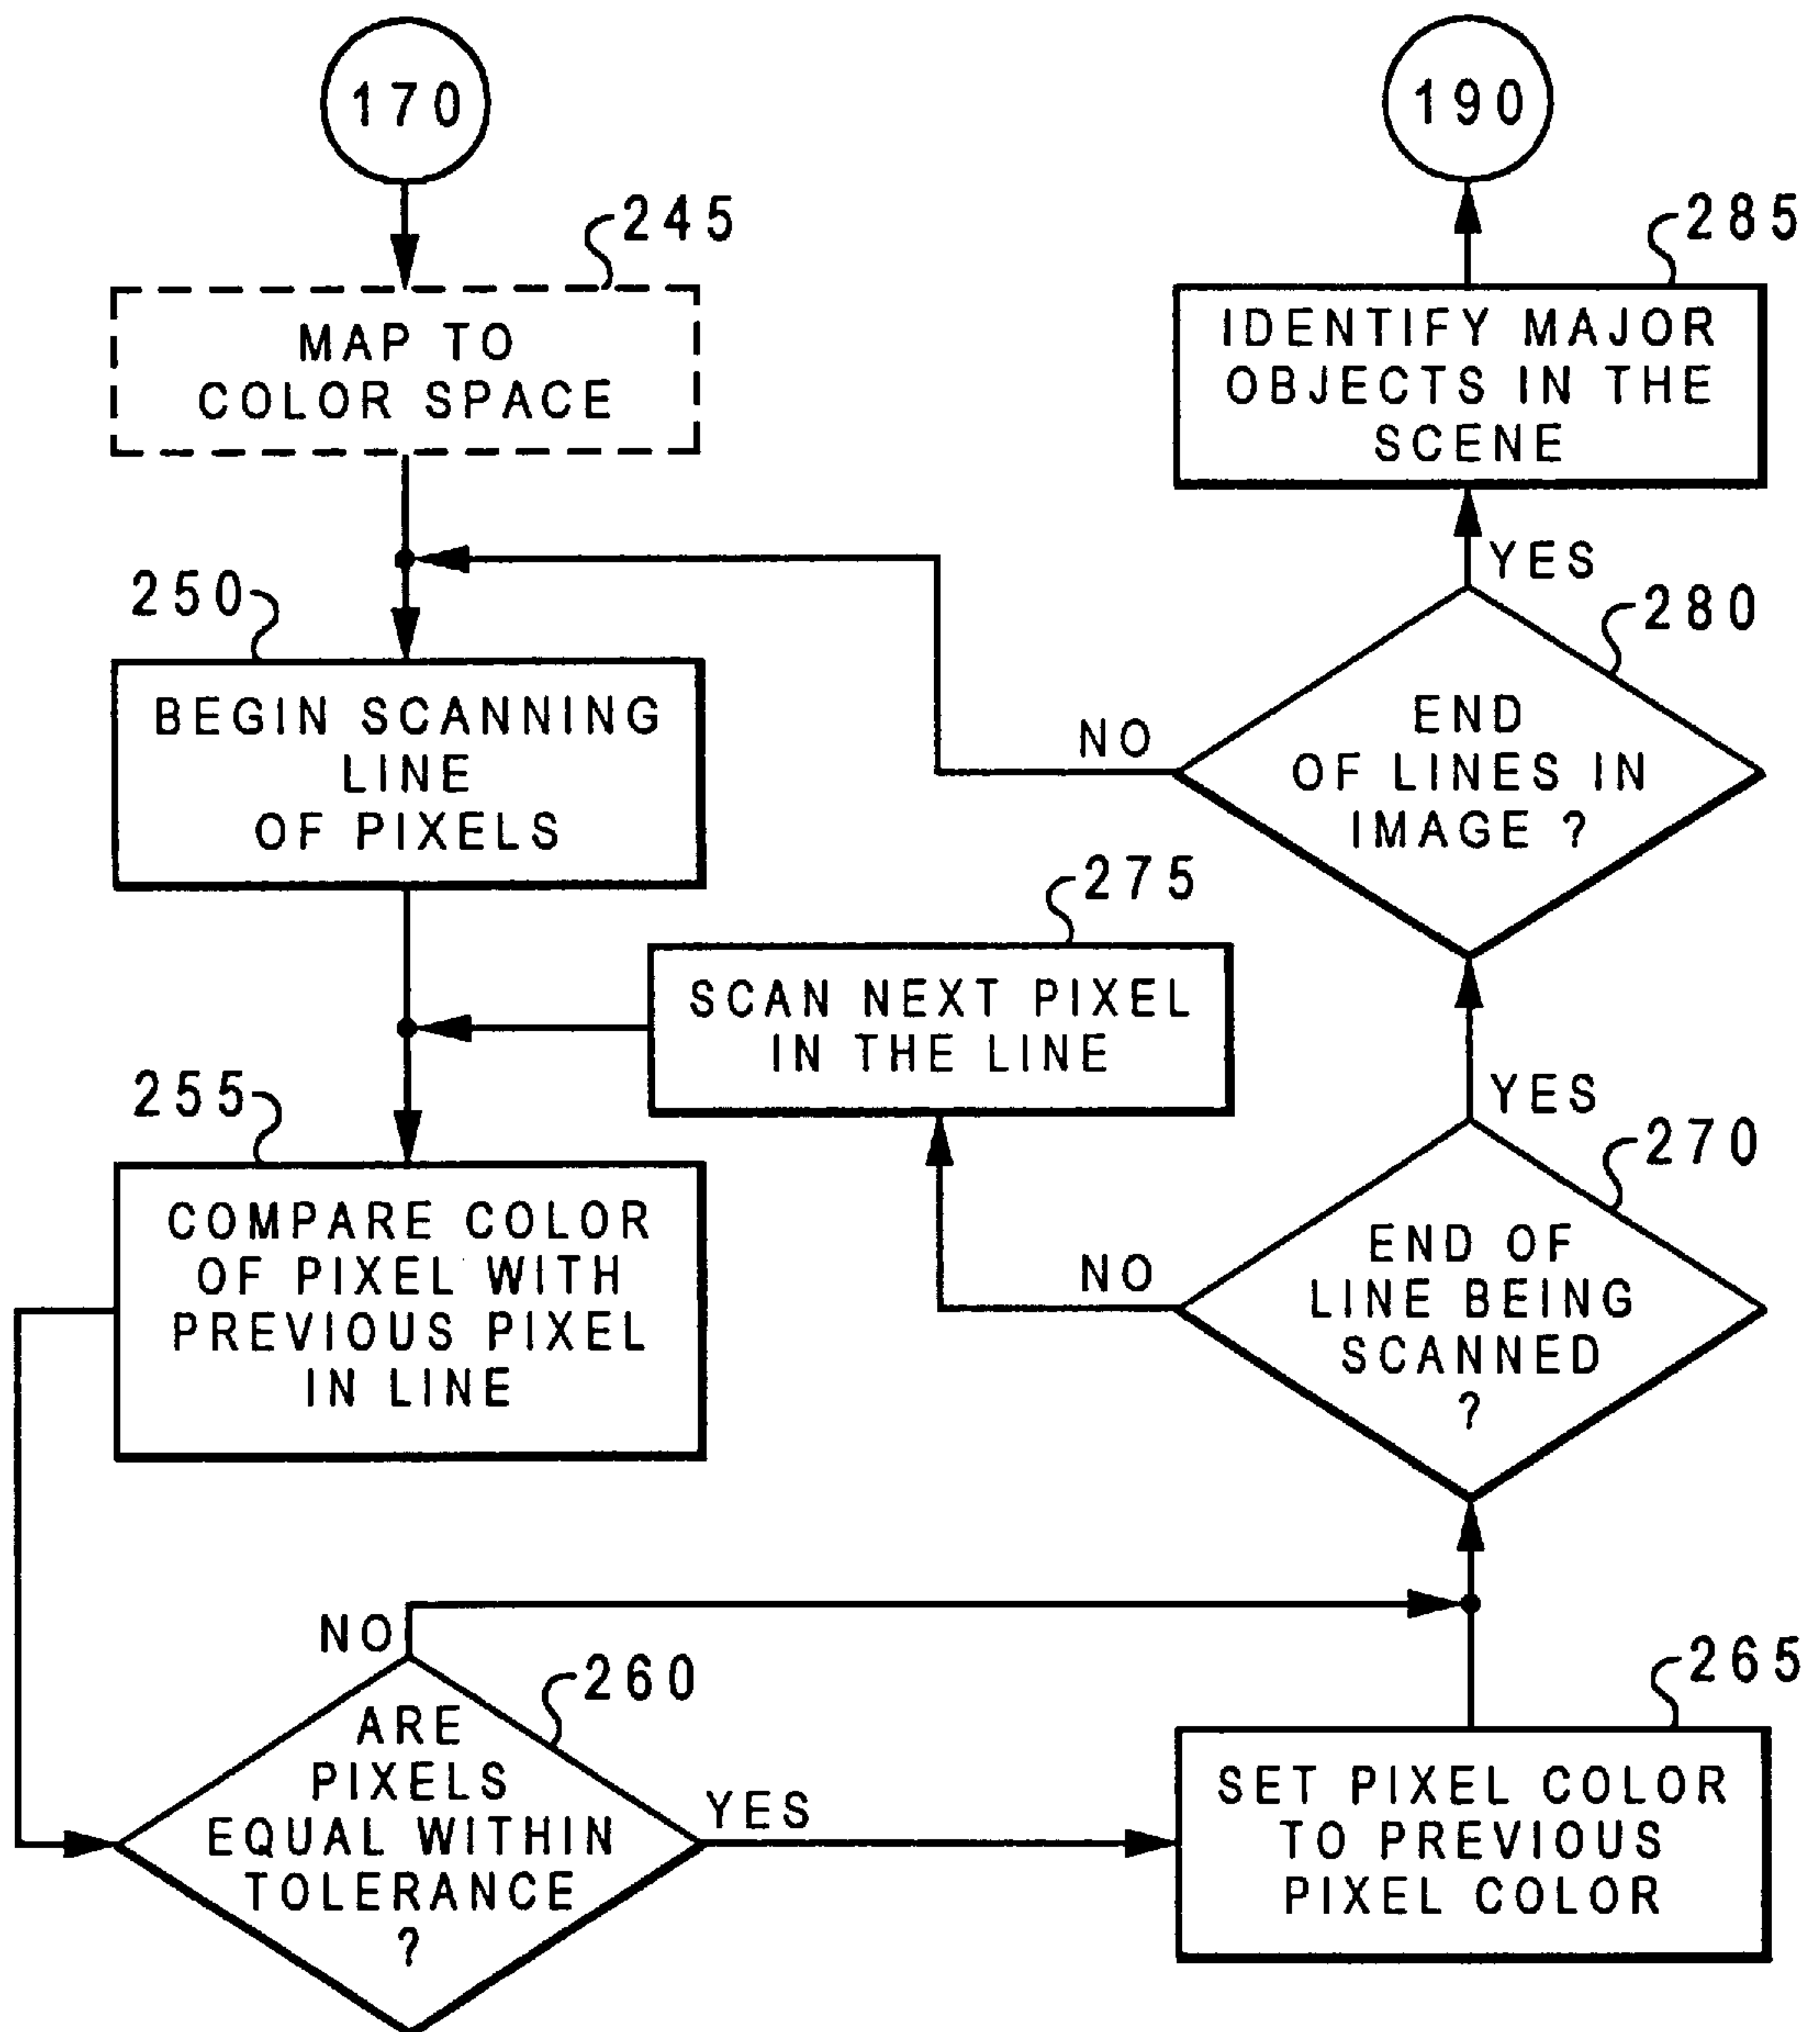 170
245
MAP TO
COLOR SPACE
250
BEGIN SCANNING
LINE
OF PIXELS
275
SCAN NEXT PIXEL
IN THE LINE
255
COMPARE COLOR
OF PIXEL WITH
PREVIOUS PIXEL
IN LINE
NO
260
ARE
PIXELS
EQUAL WITHIN
TOLERANCE
?
YES
265
SET PIXEL COLOR
TO PREVIOUS
PIXEL COLOR
270
END OF
LINE BEING
SCANNED
?
NO
YES
280
END
OF LINES IN
IMAGE ?
NO
YES
285
IDENTIFY MAJOR
OBJECTS IN THE
SCENE
190